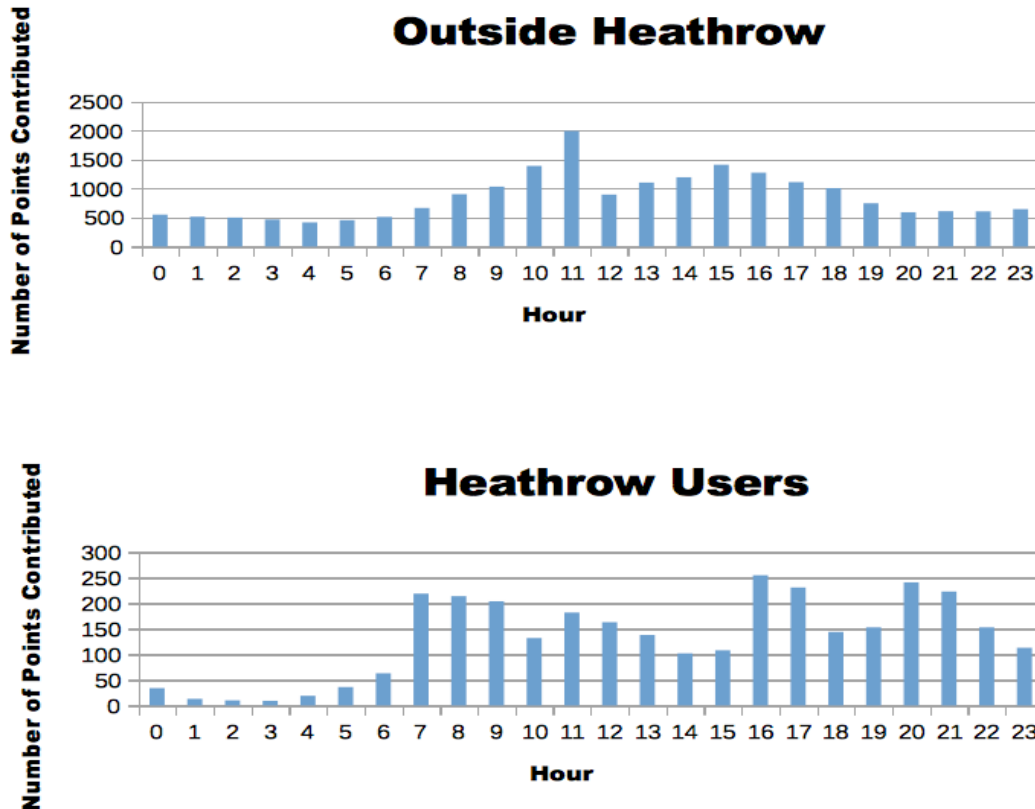 Outside Heathrow
Number of Points Contributed
2500
2000
1500
1000
500
0
0 1 2 3 4 5 6 7 8 9 10 11 12 13 14 15 16 17 18 19 20 21 22 23
Hour
Heathrow Users
Number of Points Contributed
300
250
200
150
100
50
0
0 1 2 3 4 5 6 7 8 9 10 11 12 13 14 15 16 17 18 19 20 21 22 23
Hour